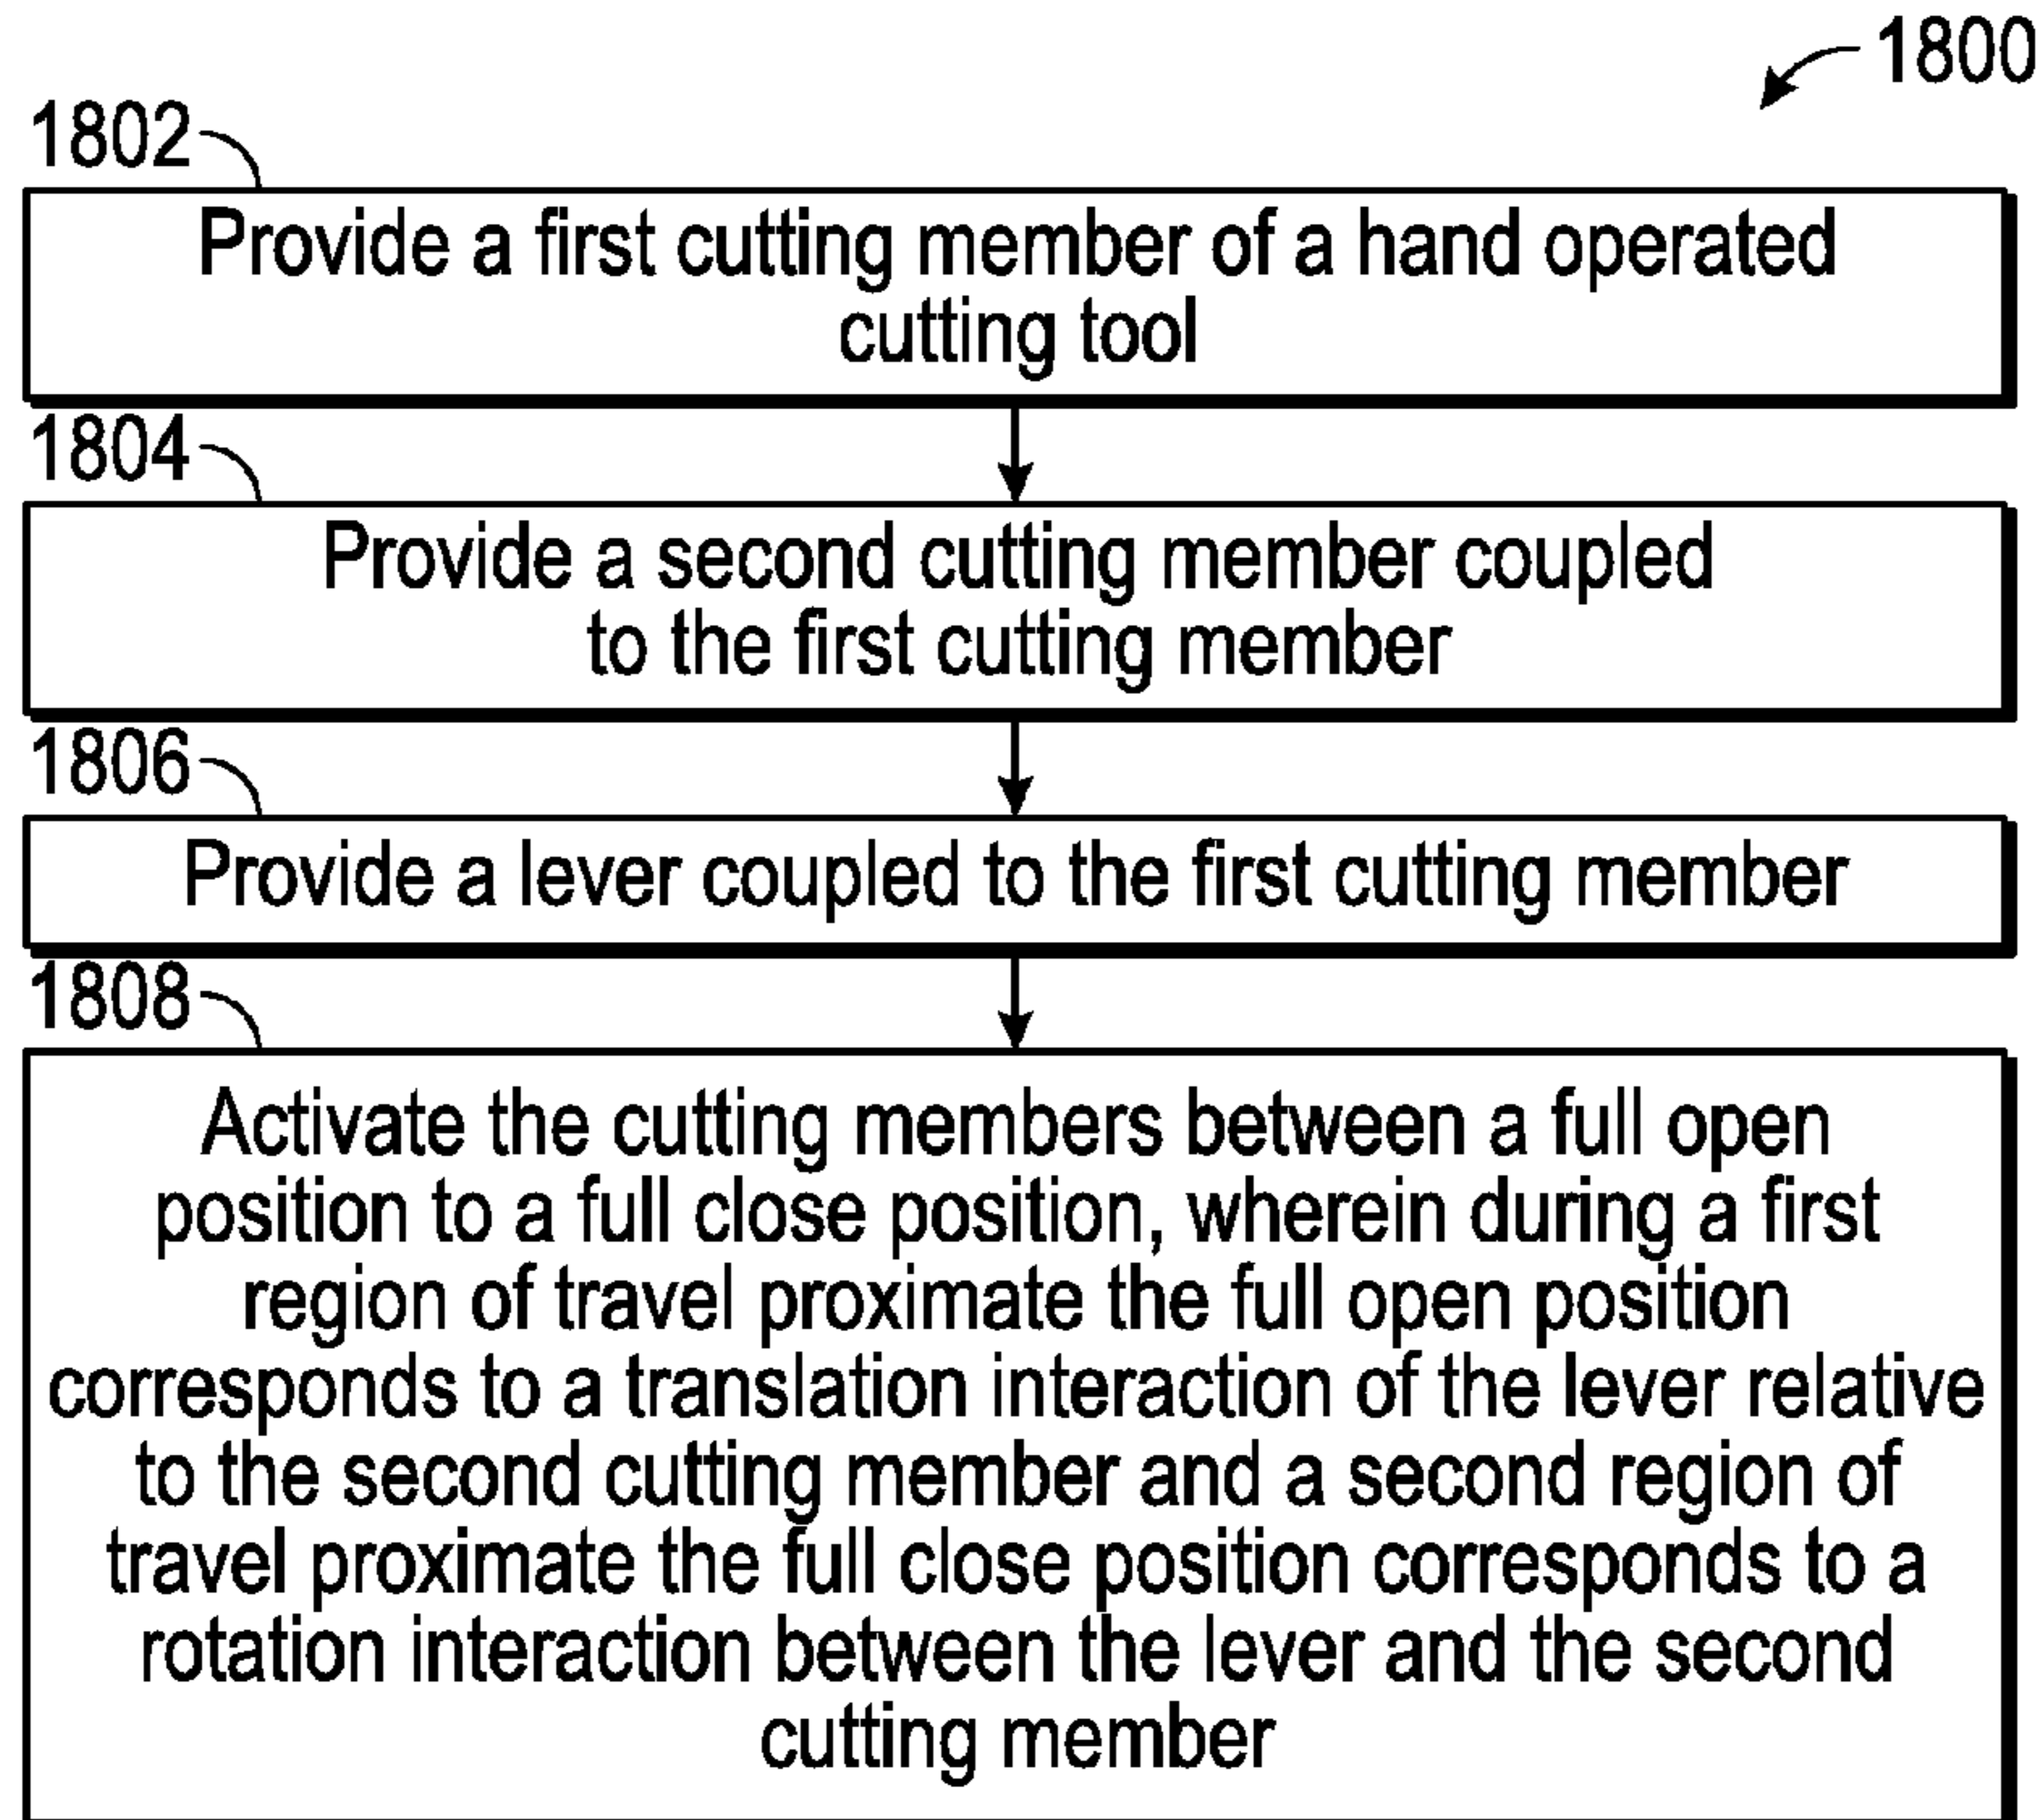 1800
1802
Provide a first cutting member of a hand operated
cutting tool
1804
Provide a second cutting member coupled
to the first cutting member
1806
Provide a lever coupled to the first cutting member
1808
Activate the cutting members between a full open
position to a full close position, wherein during a first
region of travel proximate the full open position
corresponds to a translation interaction of the lever relative
to the second cutting member and a second region of
travel proximate the full close position corresponds to a
rotation interaction between the lever and the second
cutting member